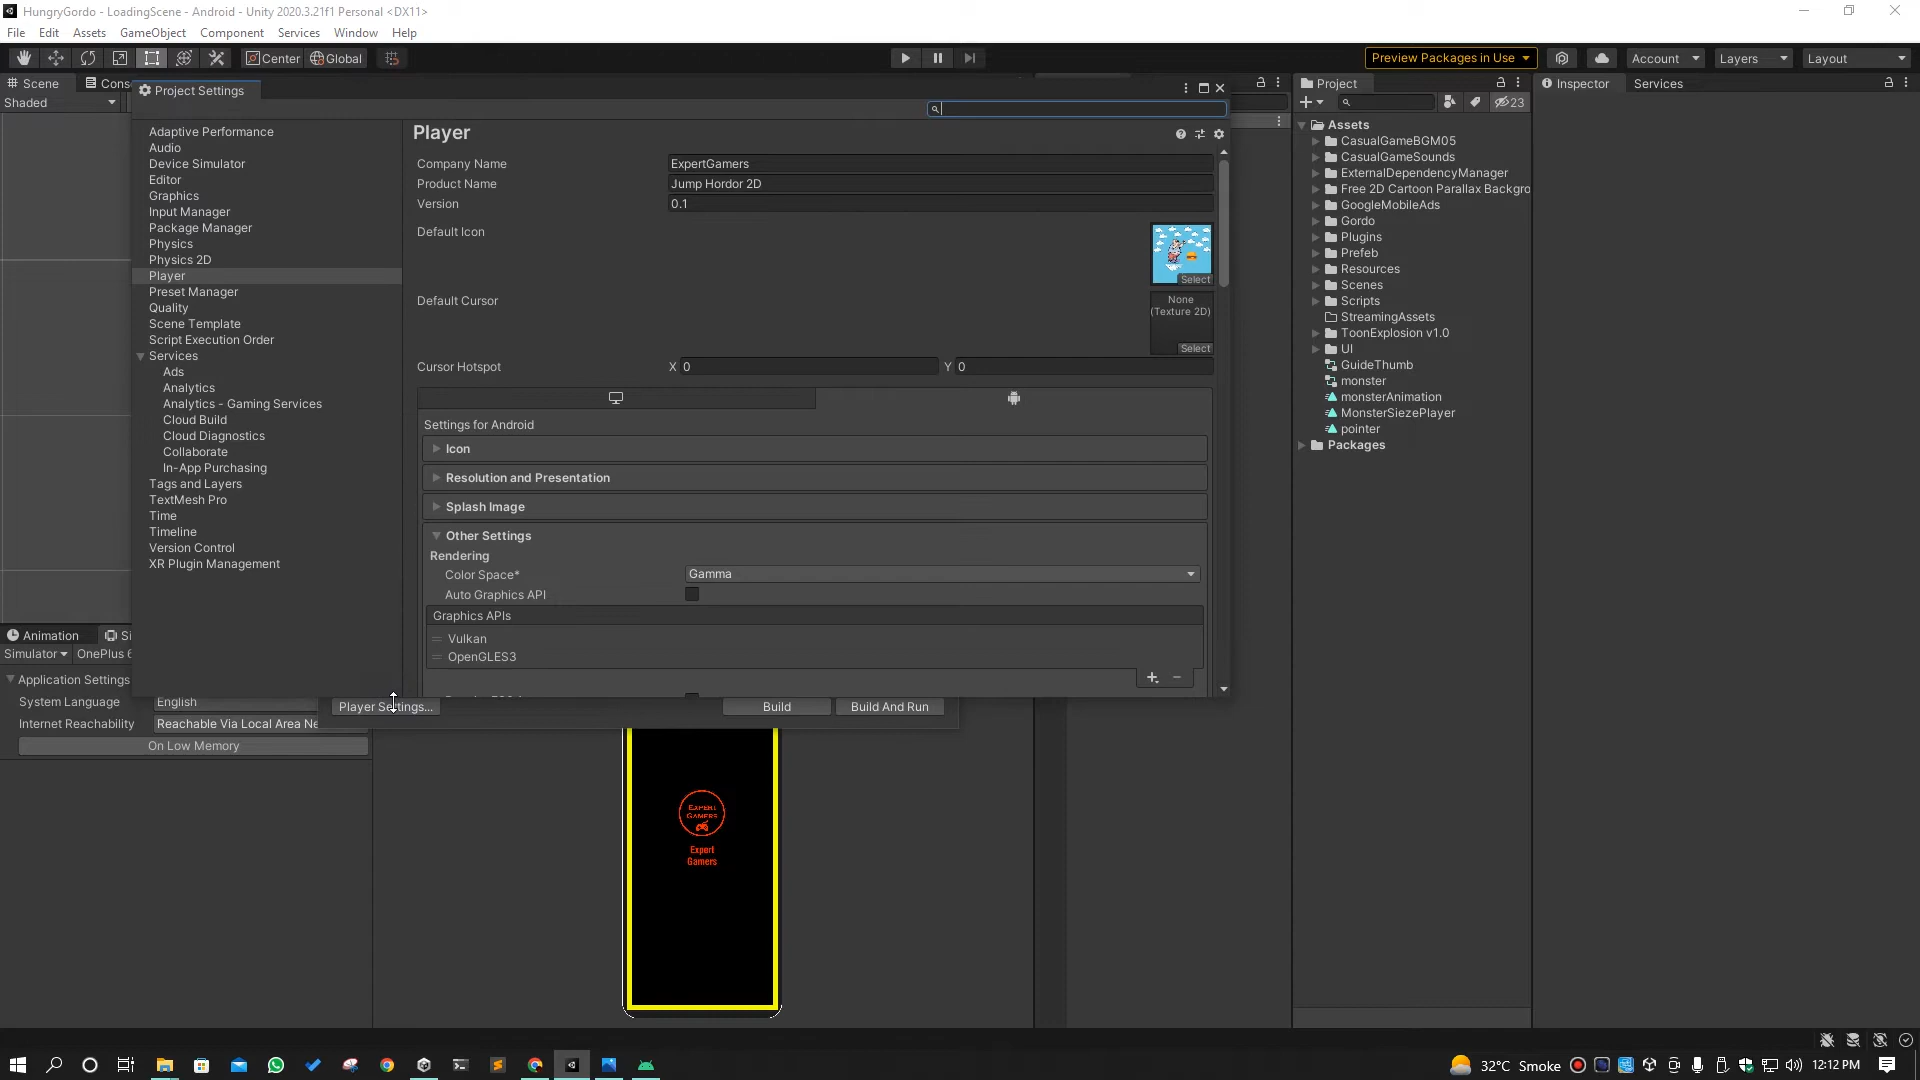 HungryGordo - LoadingScene - Android - Unity 2020.3.21f1 Personal <DX11>
File Edit Assets GameObject Component Services Window Help
Center Global
Preview Packages in Use
Account
Layers
Layout
Scene
Project Settings
Project
Inspector
Services
Shaded
23
Adaptive Performance
Audio
Device Simulator
Editor
Graphics
Input Manager
Package Manager
Physics
Physics 2D
Player
Preset Manager
Quality
Scene Template
Script Execution Order
Services
Ads
Analytics
Analytics - Gaming Services
Cloud Build
Cloud Diagnostics
Collaborate
In-App Purchasing
Tags and Layers
TextMesh Pro
Time
Timeline
Version Control
XR Plugin Management
Player
Company Name ExpertGamers
Product Name Jump Hordor 2D
Version 0.1
Default Icon
Select
Default Cursor
None
(Texture 2D)
Select
Cursor Hotspot X 0 Y 0
Settings for Android
Icon
Resolution and Presentation
Splash Image
Other Settings
Rendering
Color Space* Gamma
Auto Graphics API
Graphics APIs
Vulkan
OpenGLES3
Assets
CasualGameBGM05
CasualGameSounds
ExternalDependencyManager
Free 2D Cartoon Parallax Backgro
GoogleMobileAds
Gordo
Plugins
Prefeb
Resources
Scenes
Scripts
StreamingAssets
ToonExplosion v1.0
UI
GuideThumb
monster
monsterAnimation
MonsterSiezePlayer
pointer
Packages
Animation
Simulator OnePlus 6
Application Settings
System Language English
Internet Reachability Reachable Via Local Area Ne
On Low Memory
Player Settings...
Build
Build And Run
EXPERT
GAMERS
Expert
Gamers
32°C Smoke
12:12 PM